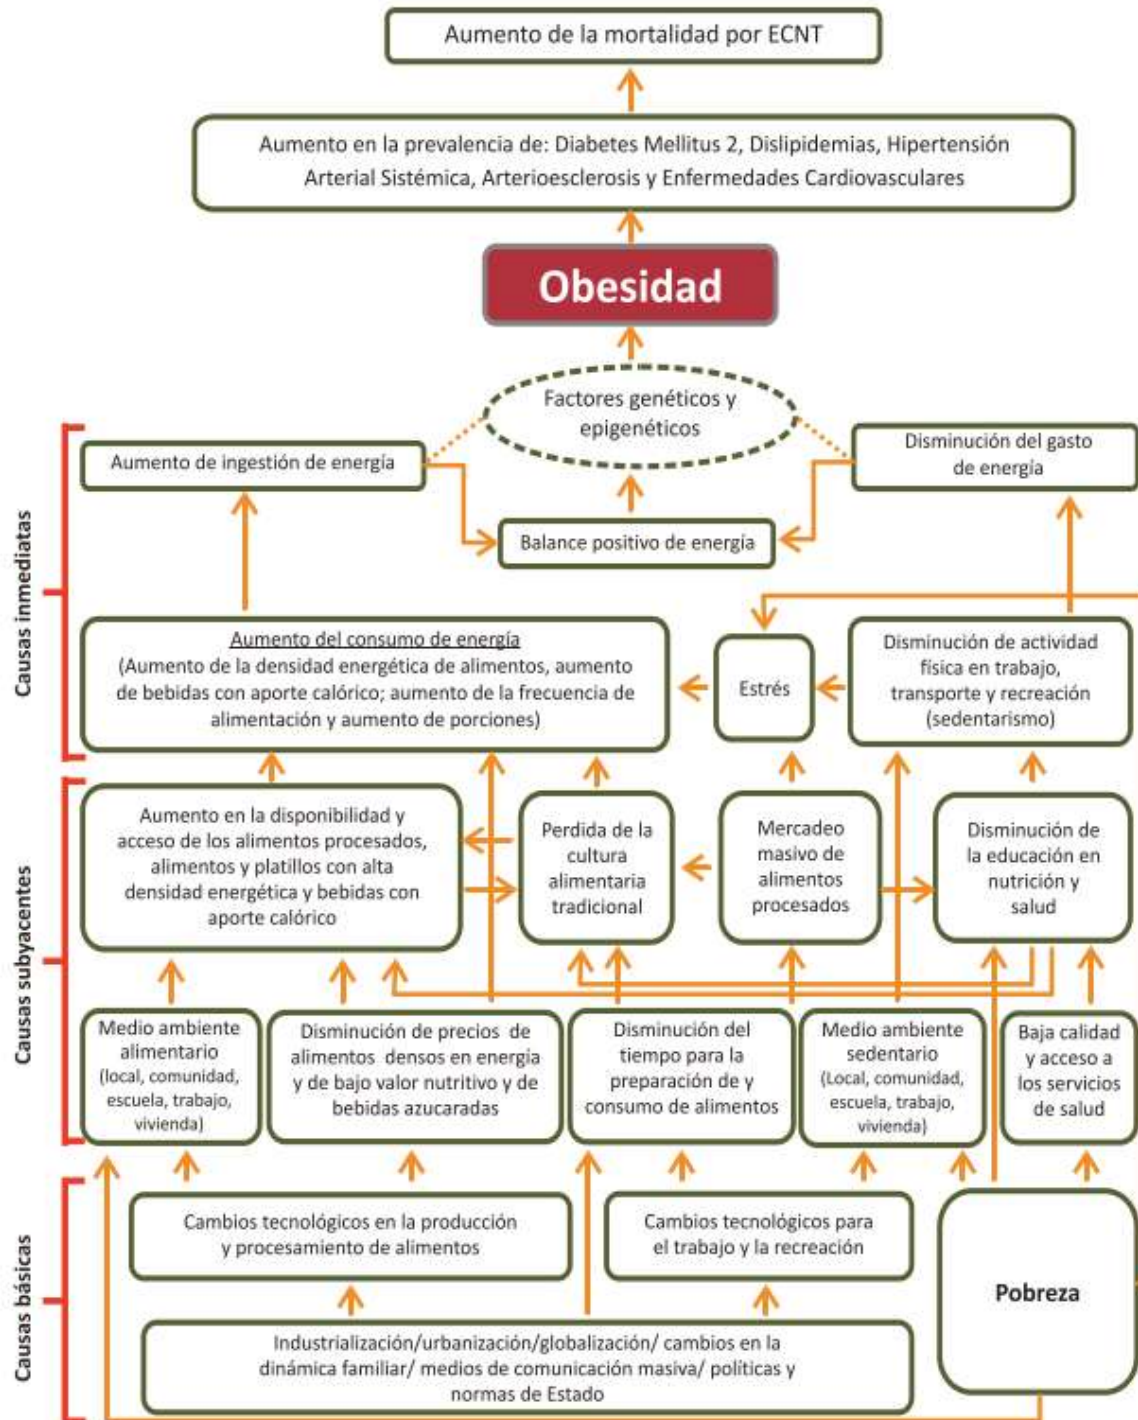 Aumento de la mortalidad por ECNT
Aumento en la prevalencia de: Diabetes Mellitus 2, Dislipidemias, Hipertensión
Arterial Sistémica, Arterioesclerosis y Enfermedades Cardiovasculares
Obesidad
Factores genéticos y
epigenéticos
Causas inmediatas
Aumento de ingestión de energía
Disminución del gasto
de energía
Balance positivo de energía
Aumento del consumo de energía
(Aumento de la densidad energética de alimentos, aumento
de bebidas con aporte calórico; aumento de la frecuencia de
alimentación y aumento de porciones)
Estrés
Disminución de actividad
física en trabajo,
transporte y recreación
(sedentarismo)
Causas subyacentes
Aumento en la disponibilidad y
acceso de los alimentos procesados,
alimentos y platillos con alta
densidad energética y bebidas con
aporte calórico
Perdida de la
cultura
alimentaria
tradicional
Mercadeo
masivo de
alimentos
procesados
Disminución de
la educación en
nutrición y
salud
Medio ambiente
alimentario
(local, comunidad,
escuela, trabajo,
vivienda)
Disminución de precios de
alimentos densos en energía
y de bajo valor nutritivo y de
bebidas azucaradas
Disminución del
tiempo para la
preparación de y
consumo de alimentos
Medio ambiente
sedentario
(Local, comunidad,
escuela, trabajo,
vivienda)
Baja calidad
y acceso a
los servicios
de salud
Causas básicas
Cambios tecnológicos en la producción
y procesamiento de alimentos
Cambios tecnológicos para
el trabajo y la recreación
Pobreza
Industrialización/urbanización/globalización/ cambios en la
dinámica familiar/ medios de comunicación masiva/ políticas y
normas de Estado